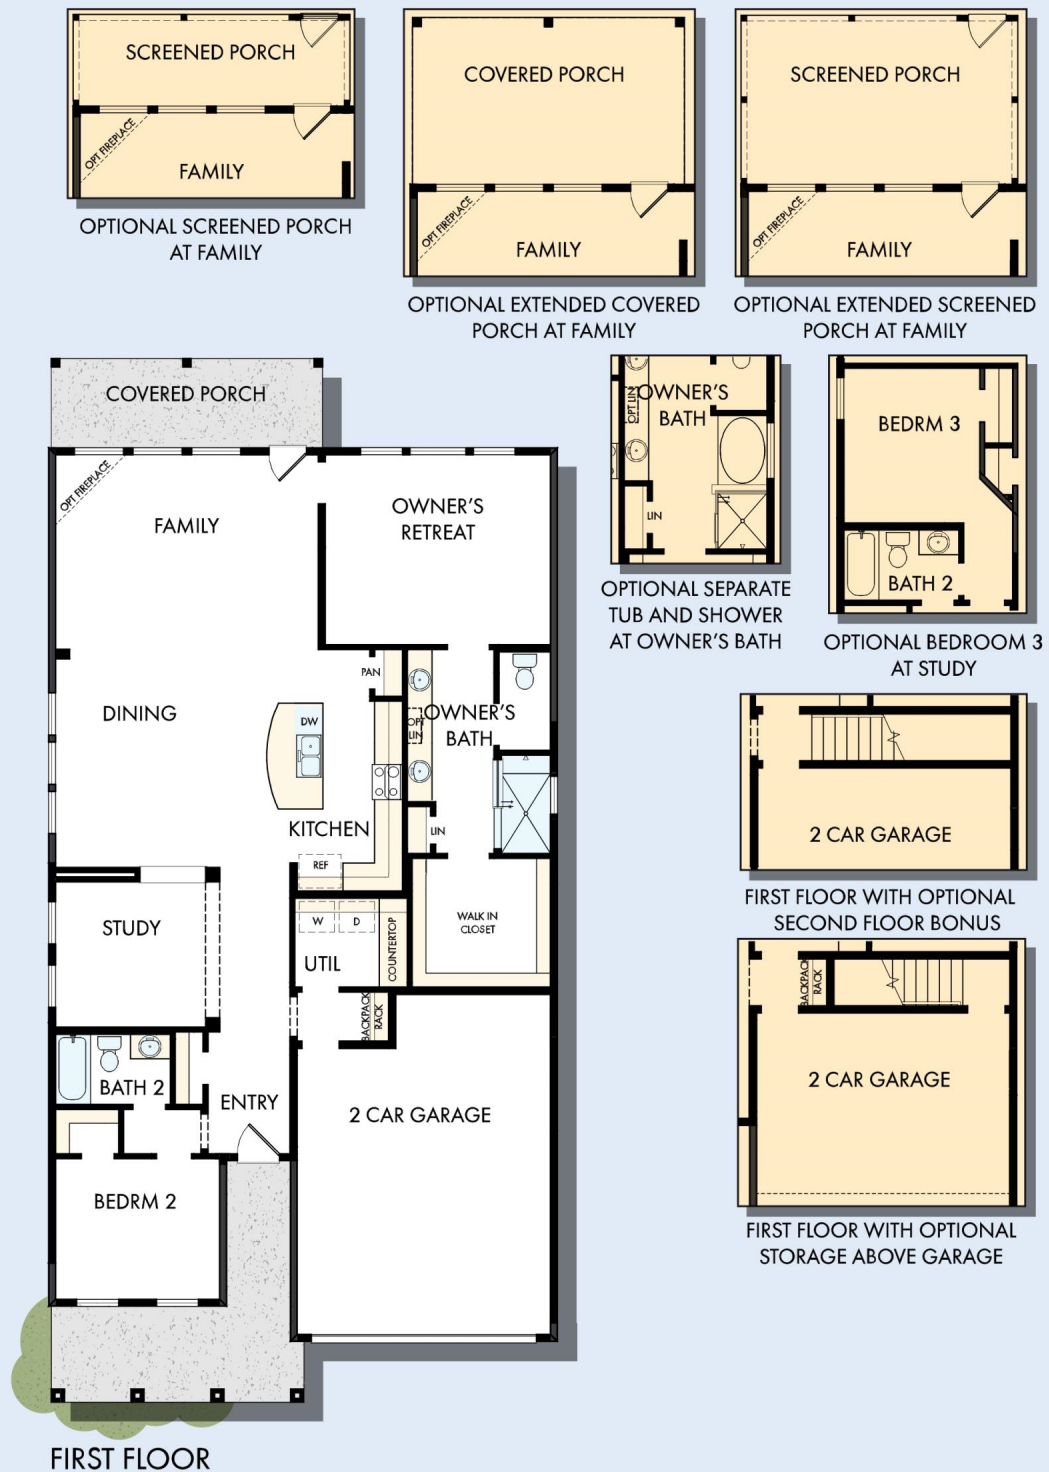 SCREENED PORCH
OPT FIREPLACE
FAMILY
OPTIONAL SCREENED PORCH
AT FAMILY
COVERED PORCH
OPT FIREPLACE
FAMILY
OPTIONAL EXTENDED COVERED
PORCH AT FAMILY
SCREENED PORCH
OPT FIREPLACE
FAMILY
OPTIONAL EXTENDED SCREENED
PORCH AT FAMILY
COVERED PORCH
OPT FIREPLACE
FAMILY
OWNER'S
RETREAT
PAN
DINING
DW
OPT
LIN
OWNER'S
BATH
KITCHEN
LIN
REF
STUDY
W
D
COUNTERTOP
WALK IN
CLOSET
UTIL
BACKPACK
RACK
BATH 2
ENTRY
2 CAR GARAGE
BEDRM 2
FIRST FLOOR
OWNER'S
BATH
OPT LIN
LIN
OPTIONAL SEPARATE
TUB AND SHOWER
AT OWNER'S BATH
BEDRM 3
BATH 2
OPTIONAL BEDROOM 3
AT STUDY
2 CAR GARAGE
FIRST FLOOR WITH OPTIONAL
SECOND FLOOR BONUS
BACKPACK
RACK
2 CAR GARAGE
FIRST FLOOR WITH OPTIONAL
STORAGE ABOVE GARAGE